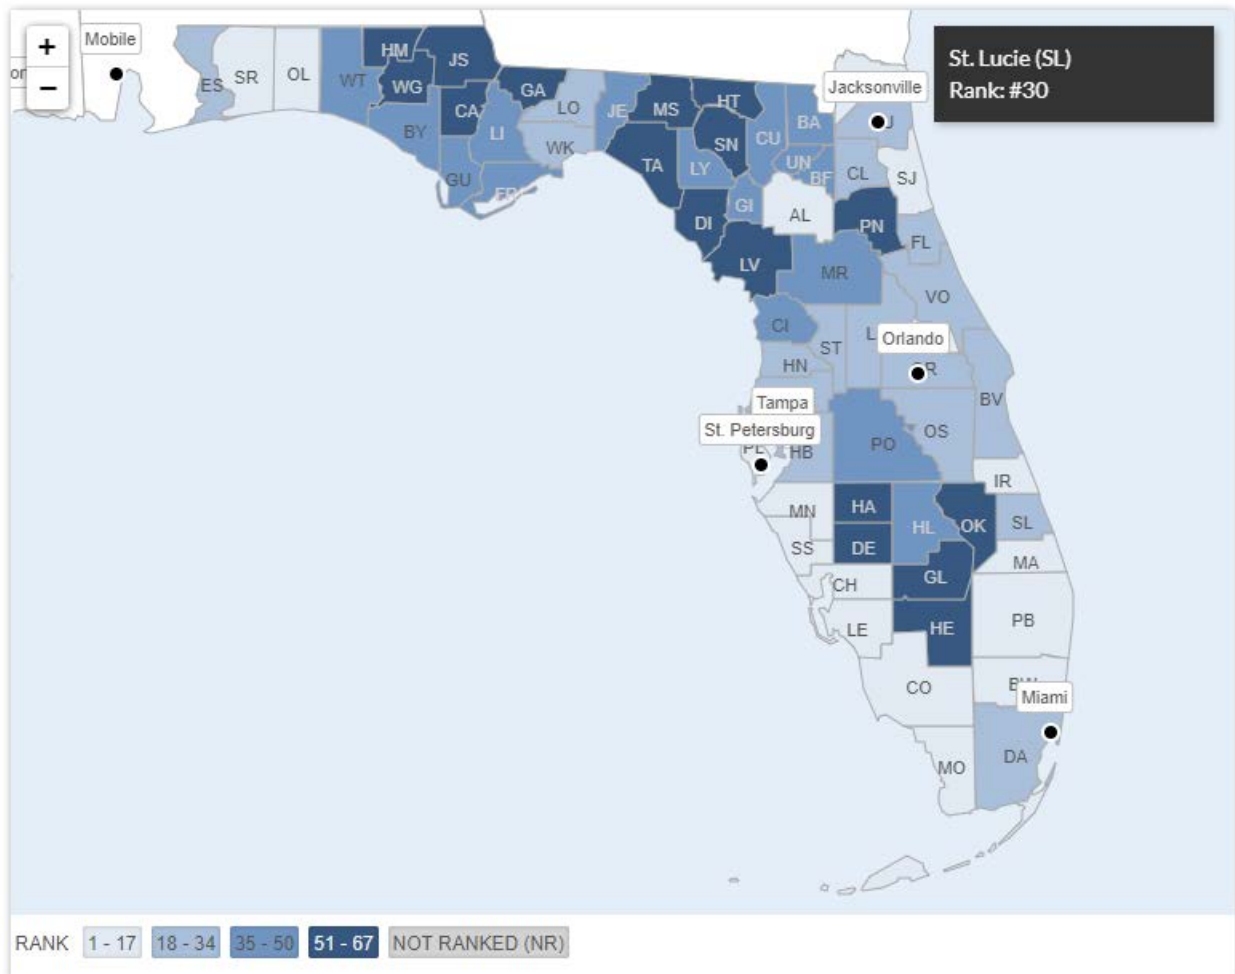 +
−
Mobile
St. Lucie (SL)
Rank: #30
ES
SR
OL
WT
HM
JS
WG
CA
BY
LI
GA
LO
WK
GU
FR
JE
MS
HT
TA
SN
CU
BA
LY
UN
BF
GI
DI
Jacksonville
CL
SJ
AL
PN
FL
LV
MR
VO
CI
ST
Orlando
HN
BV
Tampa
St. Petersburg
PO
OS
HB
IR
MN
HA
HL
OK
SL
SS
DE
MA
CH
GL
LE
HE
PB
CO
Miami
MO
DA
RANK 1 - 17 18 - 34 35 - 50 51 - 67 NOT RANKED (NR)